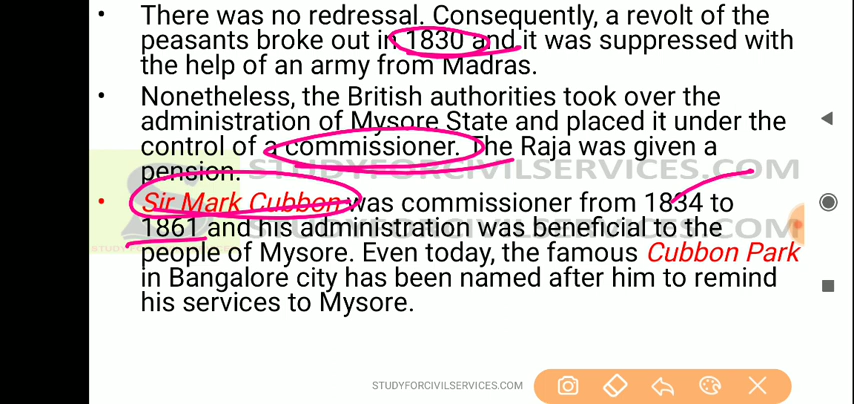 • There was no redressal. Consequently, a revolt of the
peasants broke out in 1830 and it was suppressed with
the help of an army from Madras.
• Nonetheless, the British authorities took over the
administration of Mysore State and placed it under the
control of a commissioner. The Raja was given a
pension.
STUDYFORCIVILSERVICES.COM
• Sir Mark Cubbon was commissioner from 1834 to
1861 and his administration was beneficial to the
people of Mysore. Even today, the famous Cubbon Park
in Bangalore city has been named after him to remind
his services to Mysore.
STUDYFORCIVILSERVICES.COM